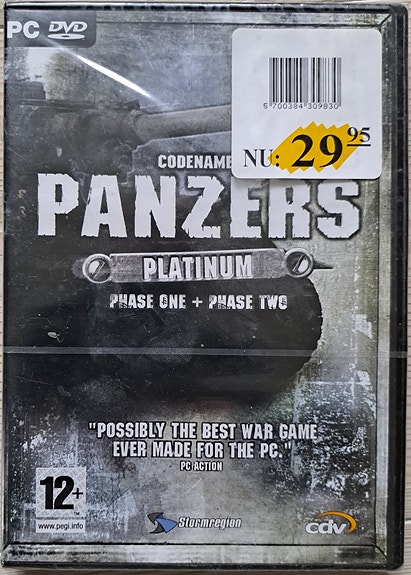 PC DVD
5 700384 309830
NU: 29 95
CODENAME
PANZERS
PLATINUM
PHASE ONE + PHASE TWO
"POSSIBLY THE BEST WAR GAME
EVER MADE FOR THE PC."
PC ACTION
12+
www.pegi.info
Stormregion
cdv